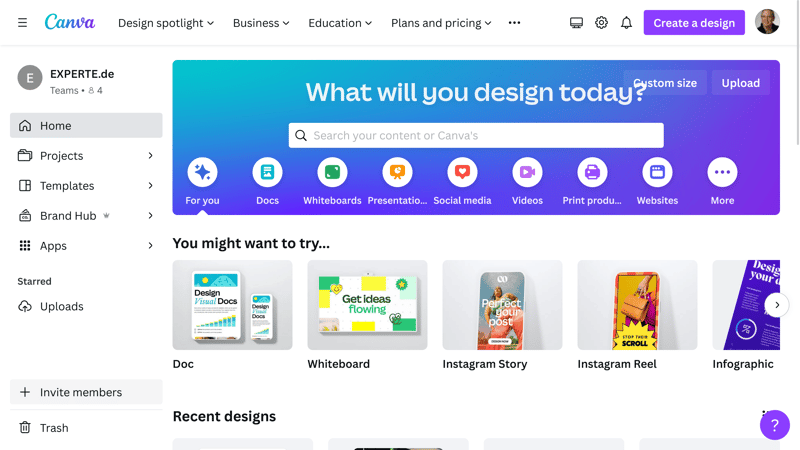 Canva
Design spotlight
Business
Education
Plans and pricing
Create a design
E
EXPERTE.de
Teams • 4
Home
Projects
Templates
Brand Hub
Apps
Starred
Uploads
Invite members
Trash
Custom size
Upload
What will you design today?
Search your content or Canva's
For you
Docs
Whiteboards
Presentatio...
Social media
Videos
Print produ...
Websites
More
You might want to try...
Design
Visual Docs
Design
Visual Docs
Get ideas
flowing
Perfect
your
post
STOP THE
SCROLL
Design
your
57%
Doc
Whiteboard
Instagram Story
Instagram Reel
Infographic
Recent designs
?